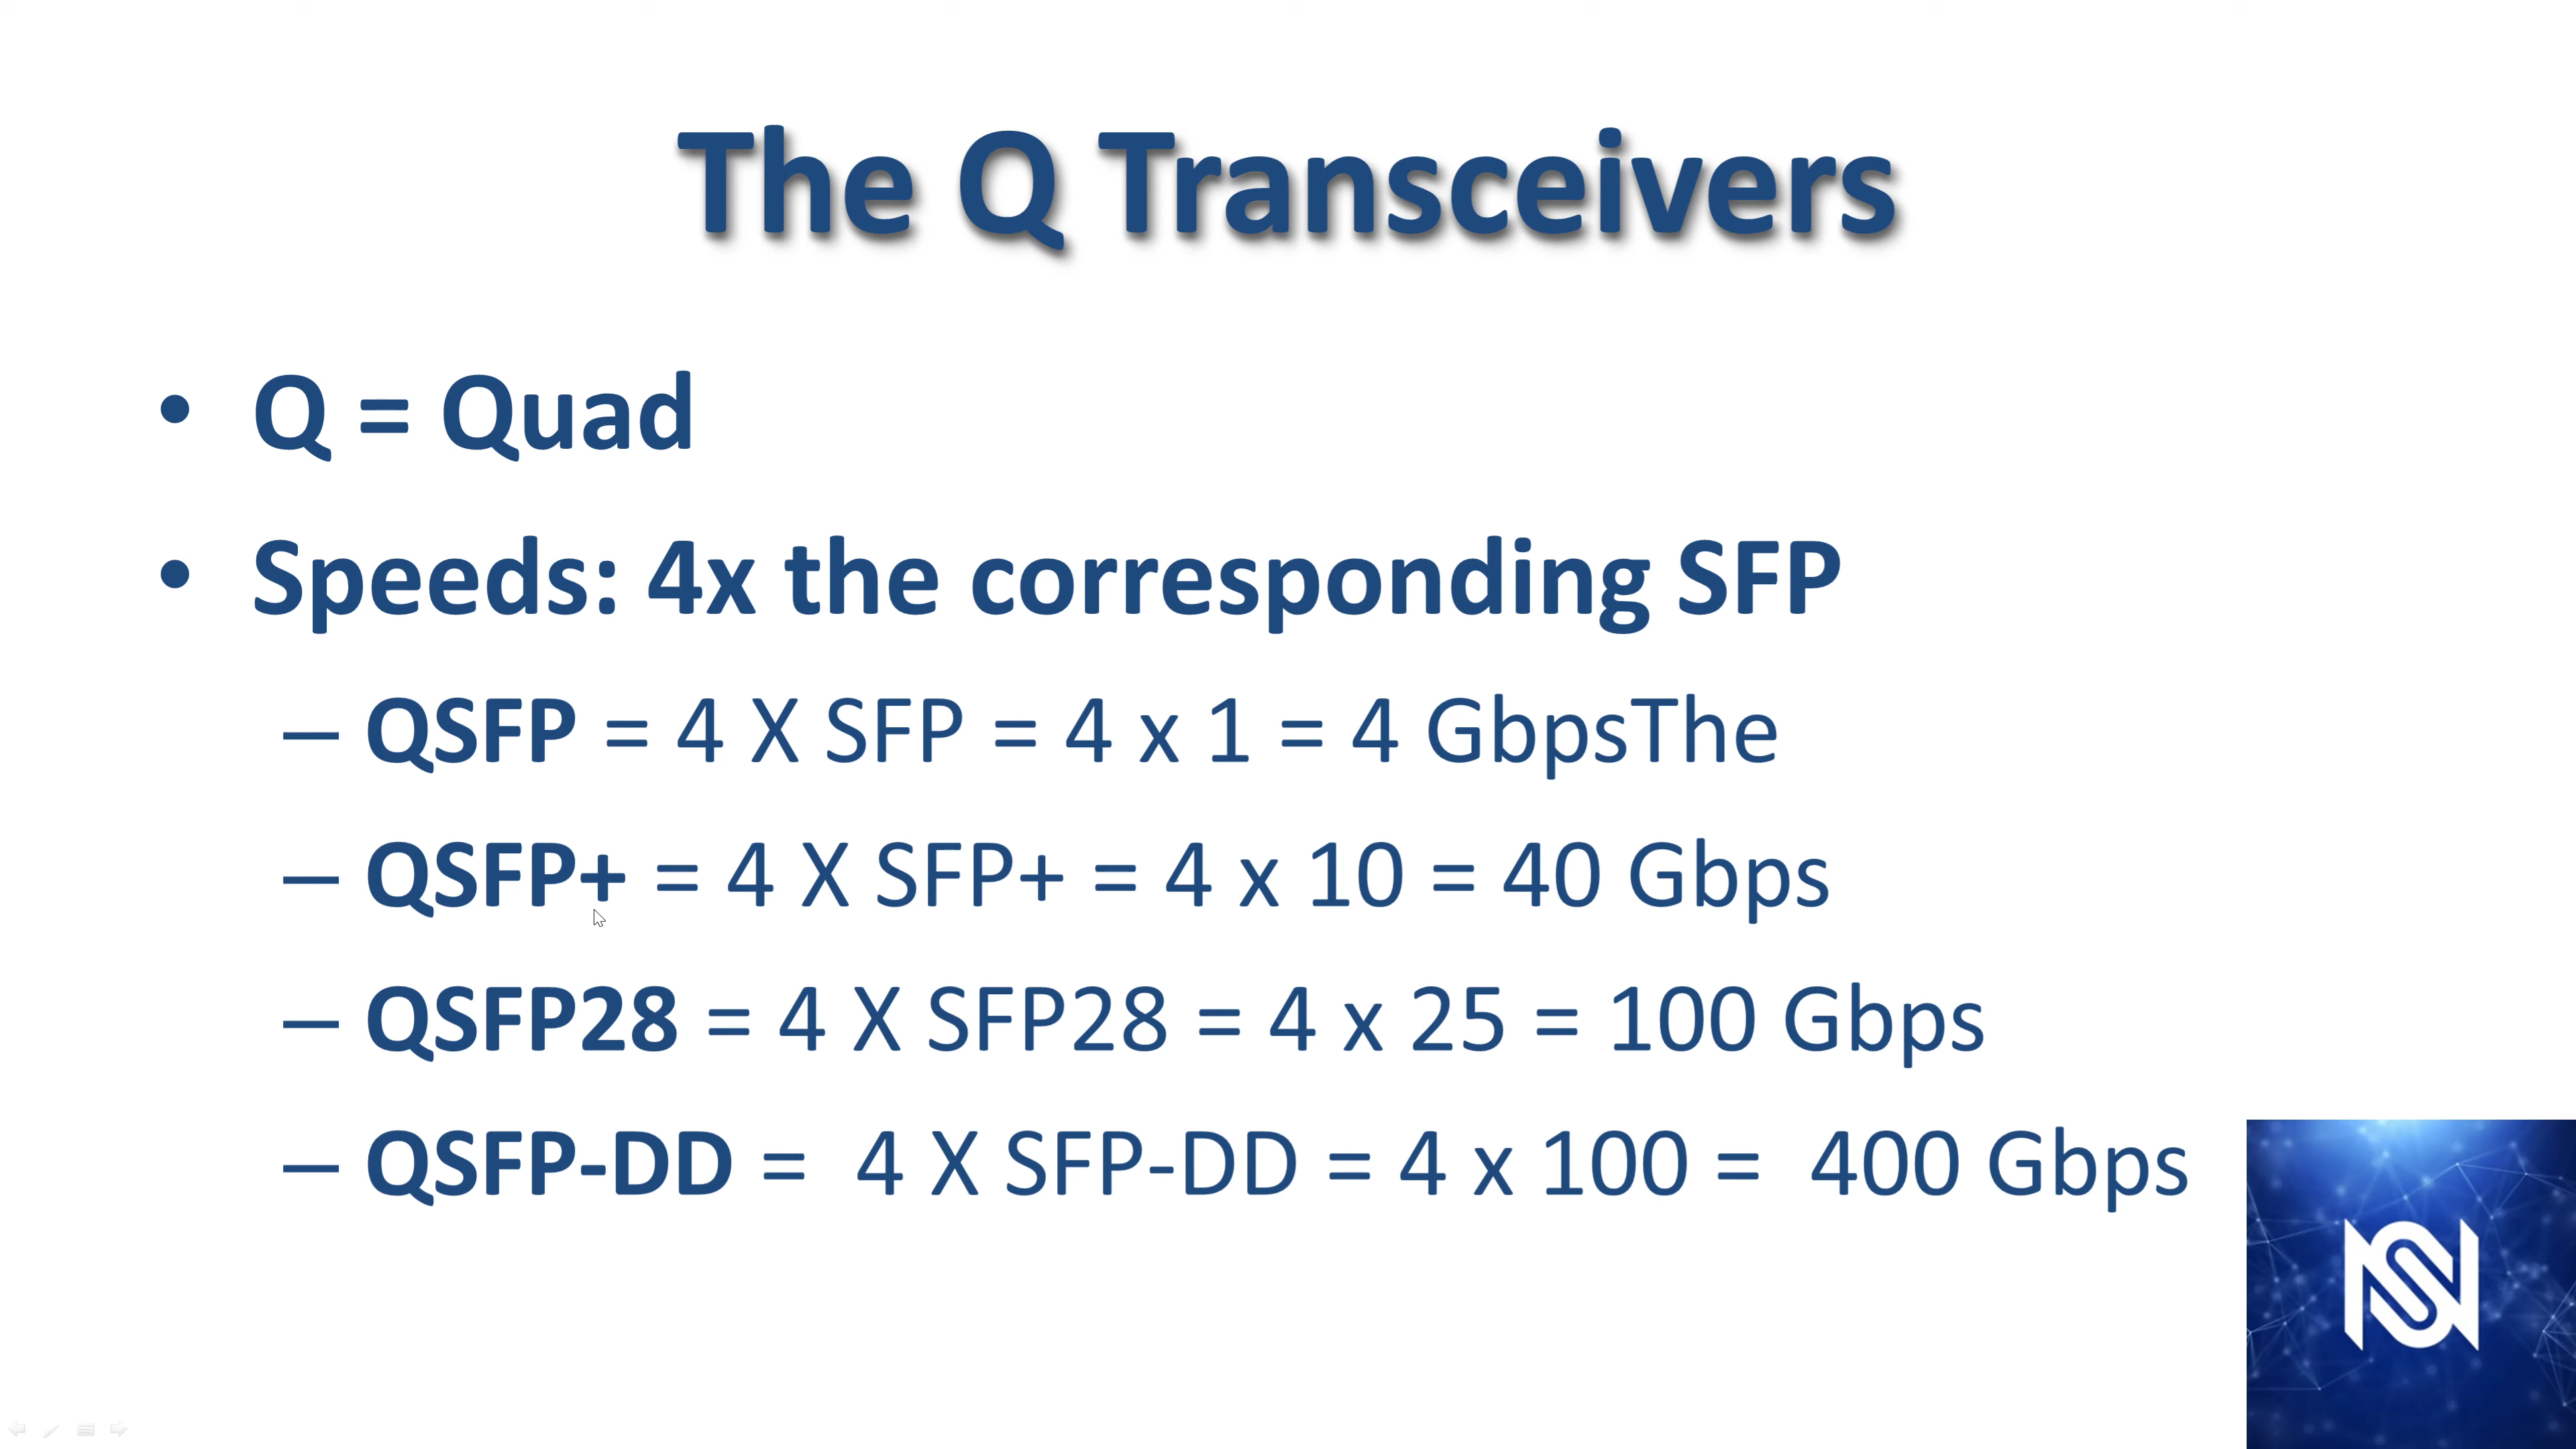 The Q Transceivers
• Q = Quad
• Speeds: 4x the corresponding SFP
– QSFP = 4 X SFP = 4 x 1 = 4 GbpsThe
– QSFP+ = 4 X SFP+ = 4 x 10 = 40 Gbps
– QSFP28 = 4 X SFP28 = 4 x 25 = 100 Gbps
– QSFP-DD =  4 X SFP-DD = 4 x 100 =  400 Gbps
NS